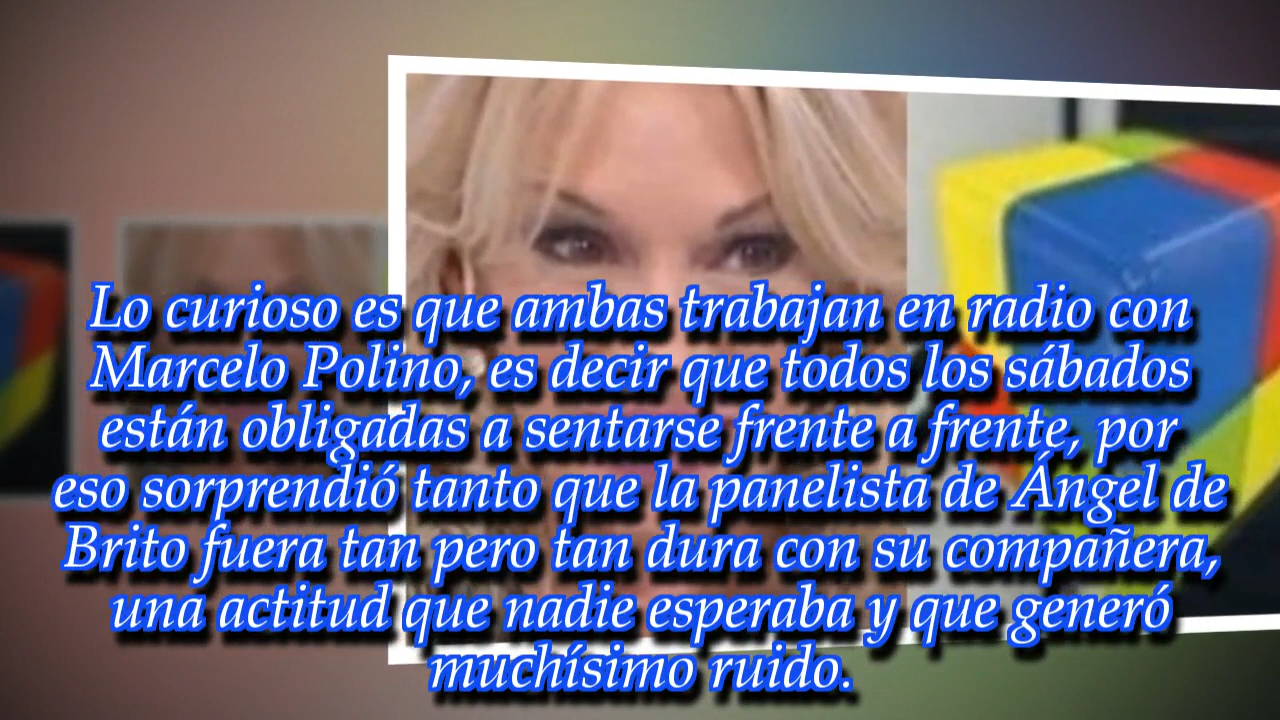 Lo curioso es que ambas trabajan en radio con
Marcelo Polino, es decir que todos los sábados
están obligadas a sentarse frente a frente, por
eso sorprendió tanto que la panelista de Ángel de
Brito fuera tan pero tan dura con su compañera,
una actitud que nadie esperaba y que generó
muchísimo ruido.